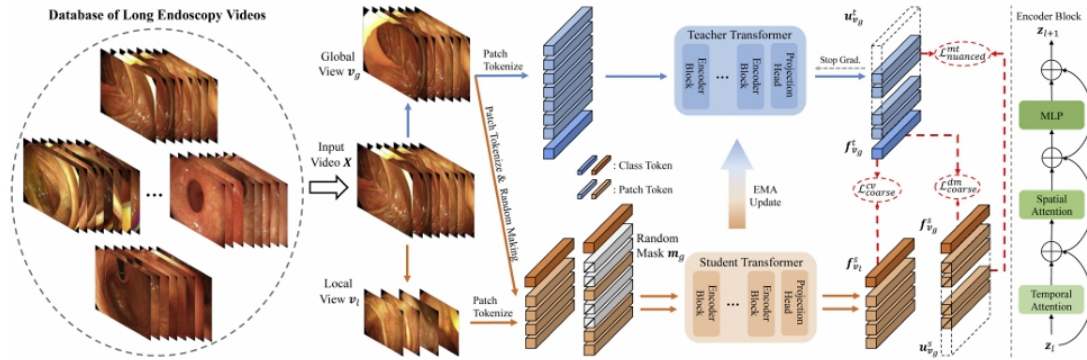 Database of Long Endoscopy Videos
...
Input
Video X
Global
View v_g
Local
View v_l
Patch
Tokenize
Patch Tokenize & Random Making
Patch
Tokenize
: Class Token
: Patch Token
Random
Mask m_g
Teacher Transformer
Encoder
Block
...
Encoder
Block
Projection
Head
EMA
Update
Student Transformer
Encoder
Block
...
Encoder
Block
Projection
Head
Stop Grad.
u^t_{v_g}
L^{mt}_{nuanced}
f^t_{v_g}
L^{cv}_{coarse}
L^{dm}_{coarse}
f^s_{v_l}
f^s_{v_g}
u^s_{v_g}
Encoder Block
z_{l+1}
MLP
Spatial
Attention
Temporal
Attention
z_l